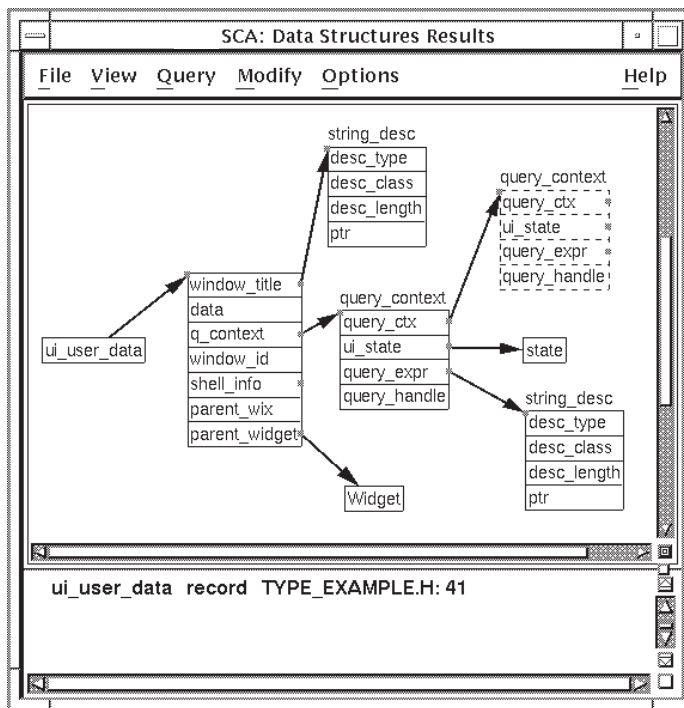 SCA: Data Structures Results
File View Query Modify Options Help
string_desc
desc_type
desc_class
desc_length
ptr
query_context
query_ctx
ui_state
query_expr
query_handle
ui_user_data
window_title
data
q_context
window_id
shell_info
parent_wix
parent_widget
query_context
query_ctx
ui_state
query_expr
query_handle
state
string_desc
desc_type
desc_class
desc_length
ptr
Widget
ui_user_data record TYPE_EXAMPLE.H: 41